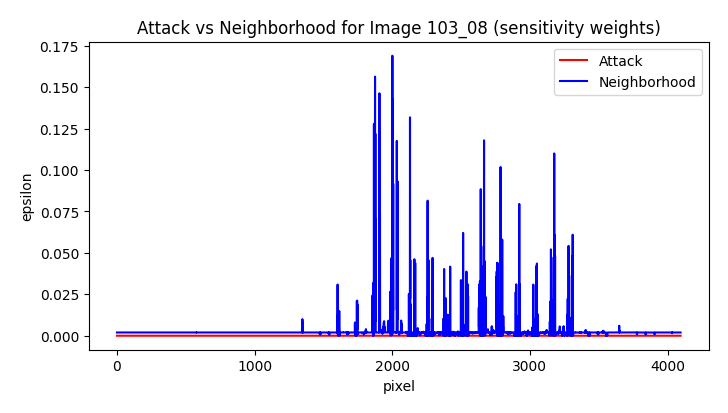 Attack vs Neighborhood for Image 103_08 (sensitivity weights)
0.175
0.150
0.125
0.100
0.075
0.050
0.025
0.000
epsilon
Attack
Neighborhood
0
1000
2000
3000
4000
pixel